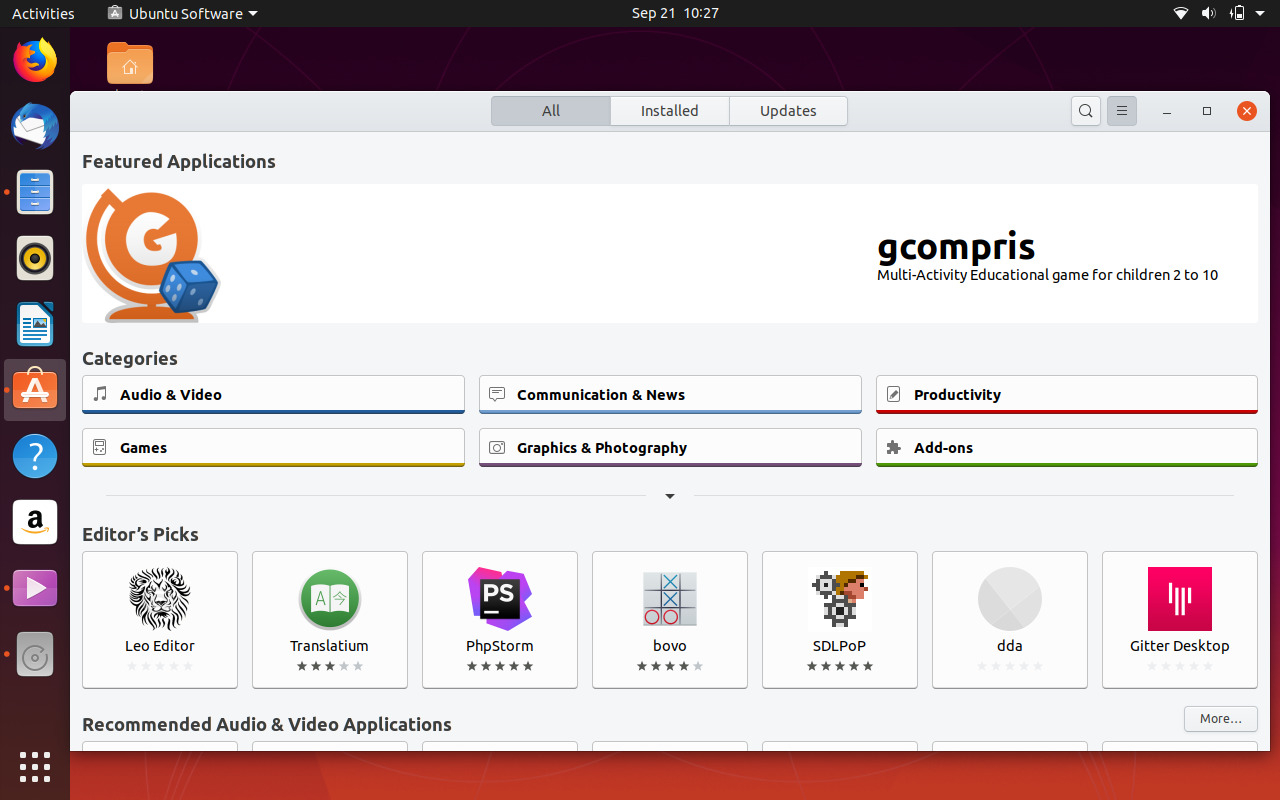 Activities
Ubuntu Software
Sep 21 10:27
All
Installed
Updates
Featured Applications
gcompris
Multi-Activity Educational game for children 2 to 10
Categories
Audio & Video
Communication & News
Productivity
Games
Graphics & Photography
Add-ons
Editor’s Picks
Leo Editor
Translatium
PhpStorm
bovo
SDLPoP
dda
Gitter Desktop
Recommended Audio & Video Applications
More…